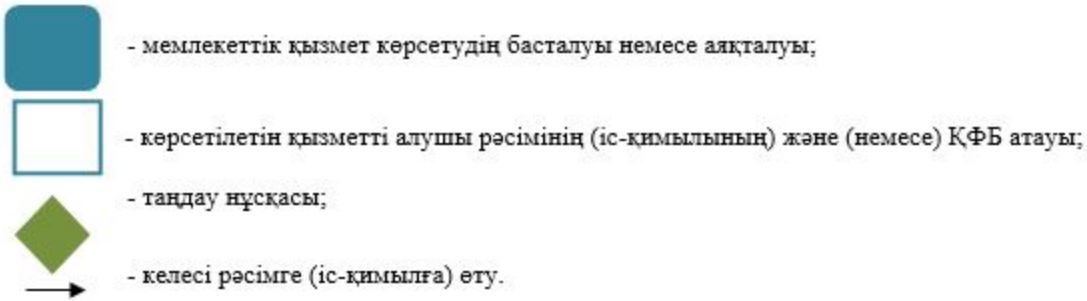 - мемлекеттік қызмет көрсетудің басталуы немесе аяқталуы;
- көрсетілетін қызметті алушы рәсімінің (іс-қимылының) және (немесе) ҚФБ атауы;
- таңдау нұсқасы;
- келесі рәсімге (іс-қимылға) өту.